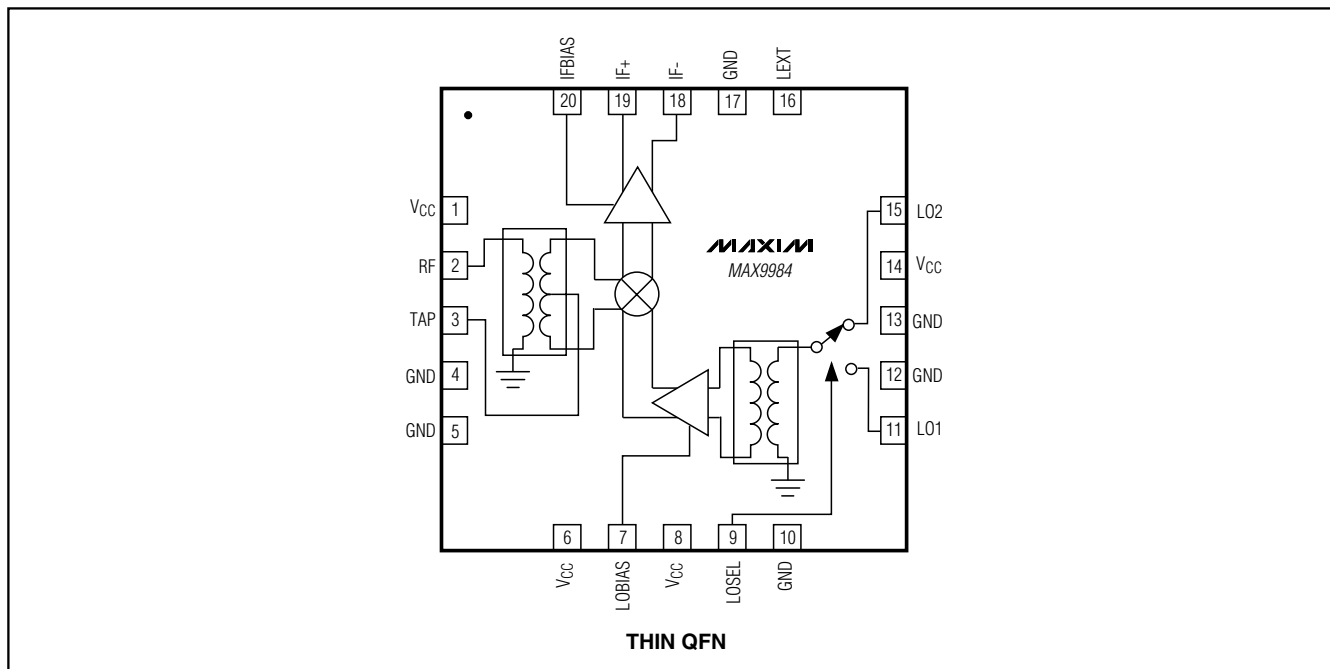 IFBIAS
IF+
IF-
GND
LEXT
20
19
18
17
16
VCC 1
RF 2
TAP 3
GND 4
GND 5
MAXIM
MAX9984
15 LO2
14 VCC
13 GND
12 GND
11 LO1
6
7
8
9
10
VCC
LOBIAS
VCC
LOSEL
GND
THIN QFN